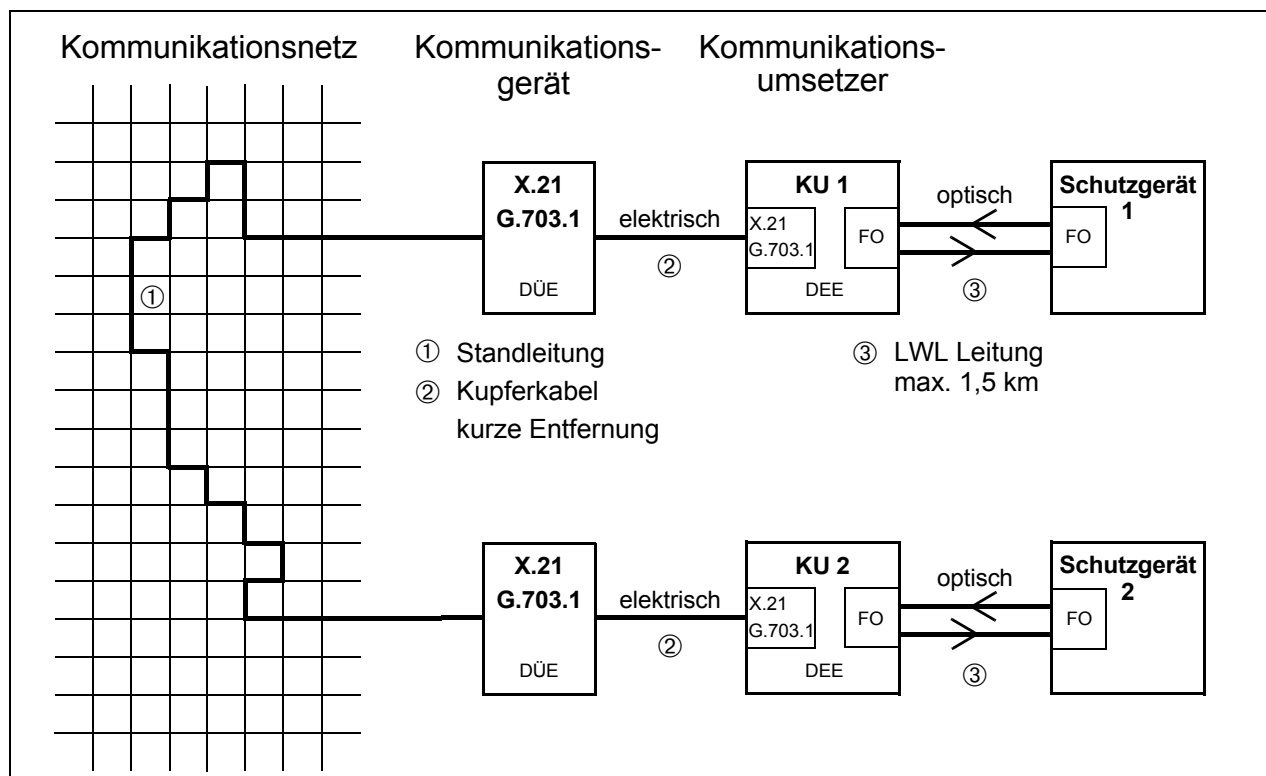 Kommunikationsnetz
Kommunikations-
gerät
Kommunikations-
umsetzer
X.21
G.703.1
DÜE
elektrisch
②
KU 1
X.21
G.703.1
FO
DEE
optisch
③
Schutzgerät
1
FO
①
① Standleitung
② Kupferkabel
kurze Entfernung
③ LWL Leitung
max. 1,5 km
X.21
G.703.1
DÜE
elektrisch
②
KU 2
X.21
G.703.1
FO
DEE
optisch
③
Schutzgerät
2
FO